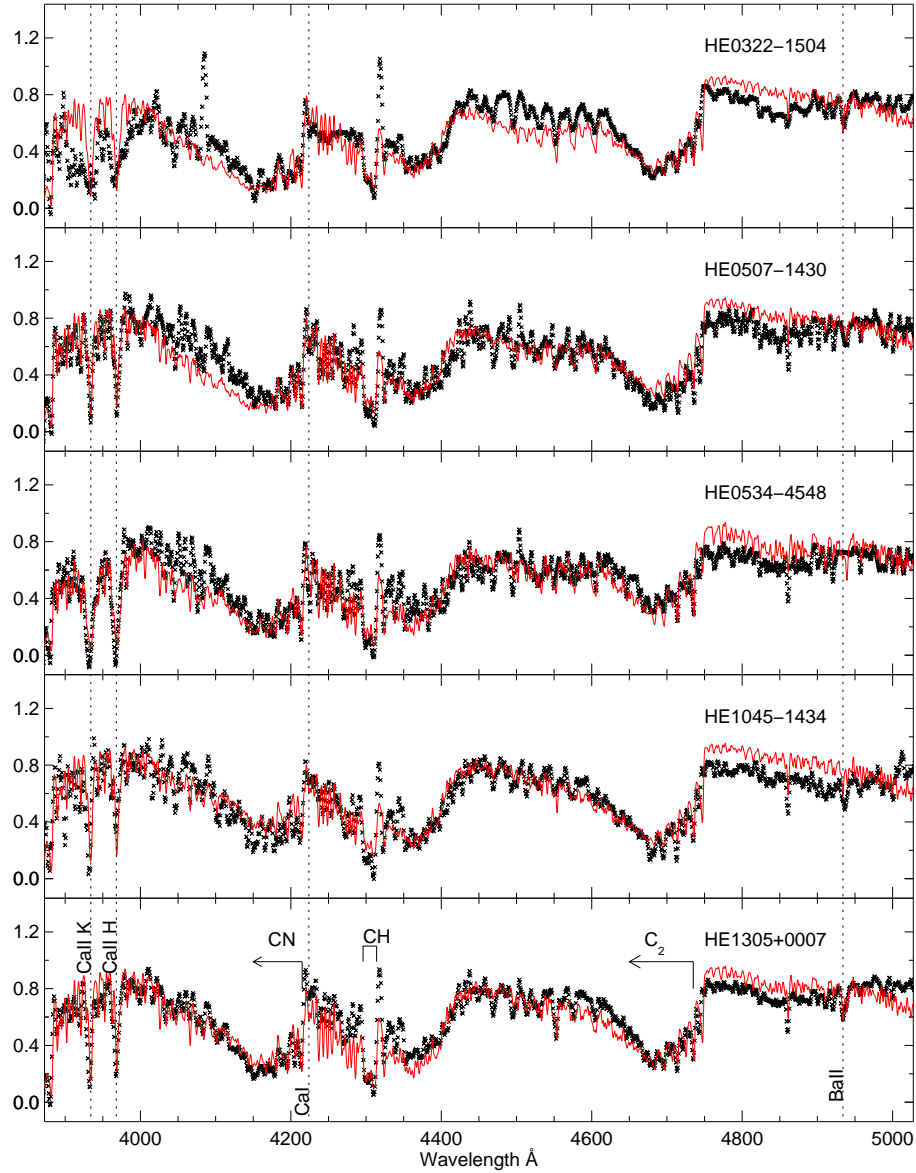 1.2
0.8
0.4
0.0
HE0322−1504
1.2
0.8
0.4
0.0
HE0507−1430
1.2
0.8
0.4
0.0
HE0534−4548
1.2
0.8
0.4
0.0
HE1045−1434
1.2
0.8
0.4
0.0
HE1305+0007
CaII K
CaII H
CN
CH
C2
CaI
BaII
4000
4200
4400
4600
4800
5000
Wavelength Å